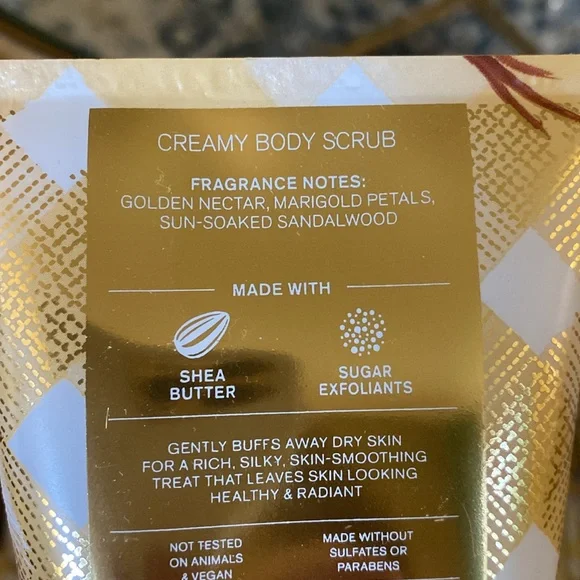 CREAMY BODY SCRUB
FRAGRANCE NOTES:
GOLDEN NECTAR, MARIGOLD PETALS,
SUN-SOAKED SANDALWOOD
MADE WITH
SHEA
BUTTER
SUGAR
EXFOLIANTS
GENTLY BUFFS AWAY DRY SKIN
FOR A RICH, SILKY, SKIN-SMOOTHING
TREAT THAT LEAVES SKIN LOOKING
HEALTHY & RADIANT
NOT TESTED
ON ANIMALS
& VEGAN
MADE WITHOUT
SULFATES OR
PARABENS